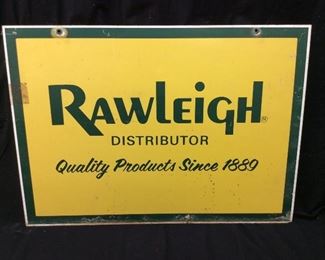 RAWLEIGH®
DISTRIBUTOR
Quality Products Since 1889